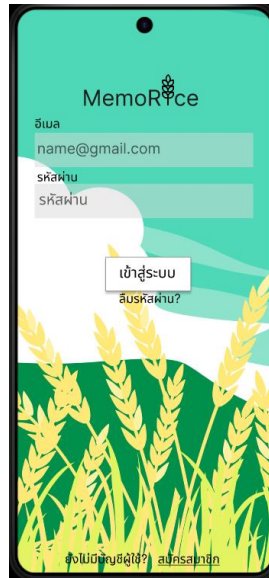 MemoRice
อีเมล
name@gmail.com
รหัสผ่าน
รหัสผ่าน
เข้าสู่ระบบ
ลืมรหัสผ่าน?
ยังไม่มีบัญชีผู้ใช้? สมัครสมาชิก